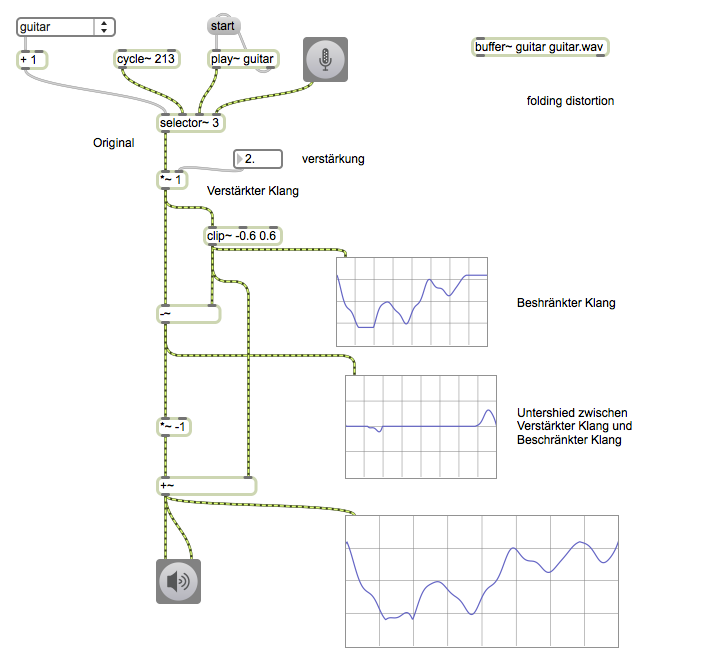 guitar
start
+ 1
cycle~ 213
play~ guitar
buffer~ guitar guitar.wav
folding distortion
selector~ 3
Original
2.
verstärkung
*~ 1
Verstärkter Klang
clip~ -0.6 0.6
Beshränkter Klang
-~
Untershied zwischen
Verstärkter Klang und
Beschränkter Klang
*~ -1
+~